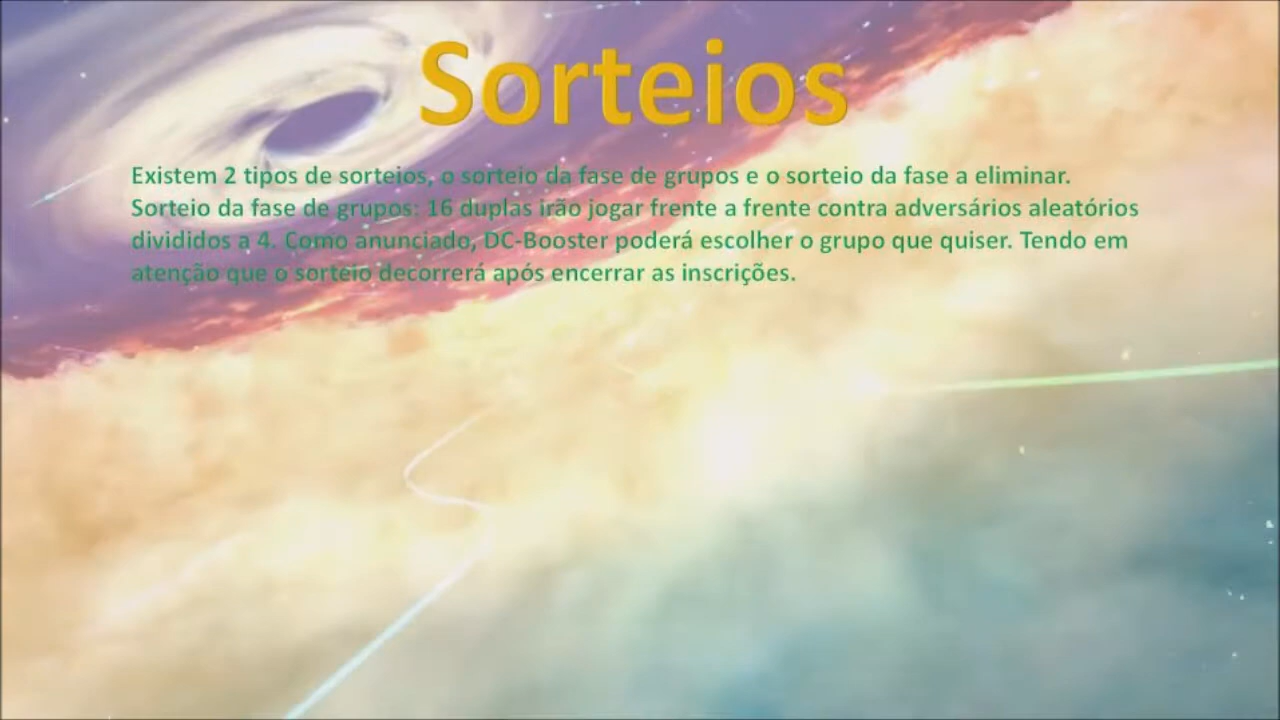 Sorteios
Existem 2 tipos de sorteios, o sorteio da fase de grupos e o sorteio da fase a eliminar.
Sorteio da fase de grupos: 16 duplas irão jogar frente a frente contra adversários aleatórios
divididos a 4. Como anunciado, DC-Booster poderá escolher o grupo que quiser. Tendo em
atenção que o sorteio decorrerá após encerrar as inscrições.